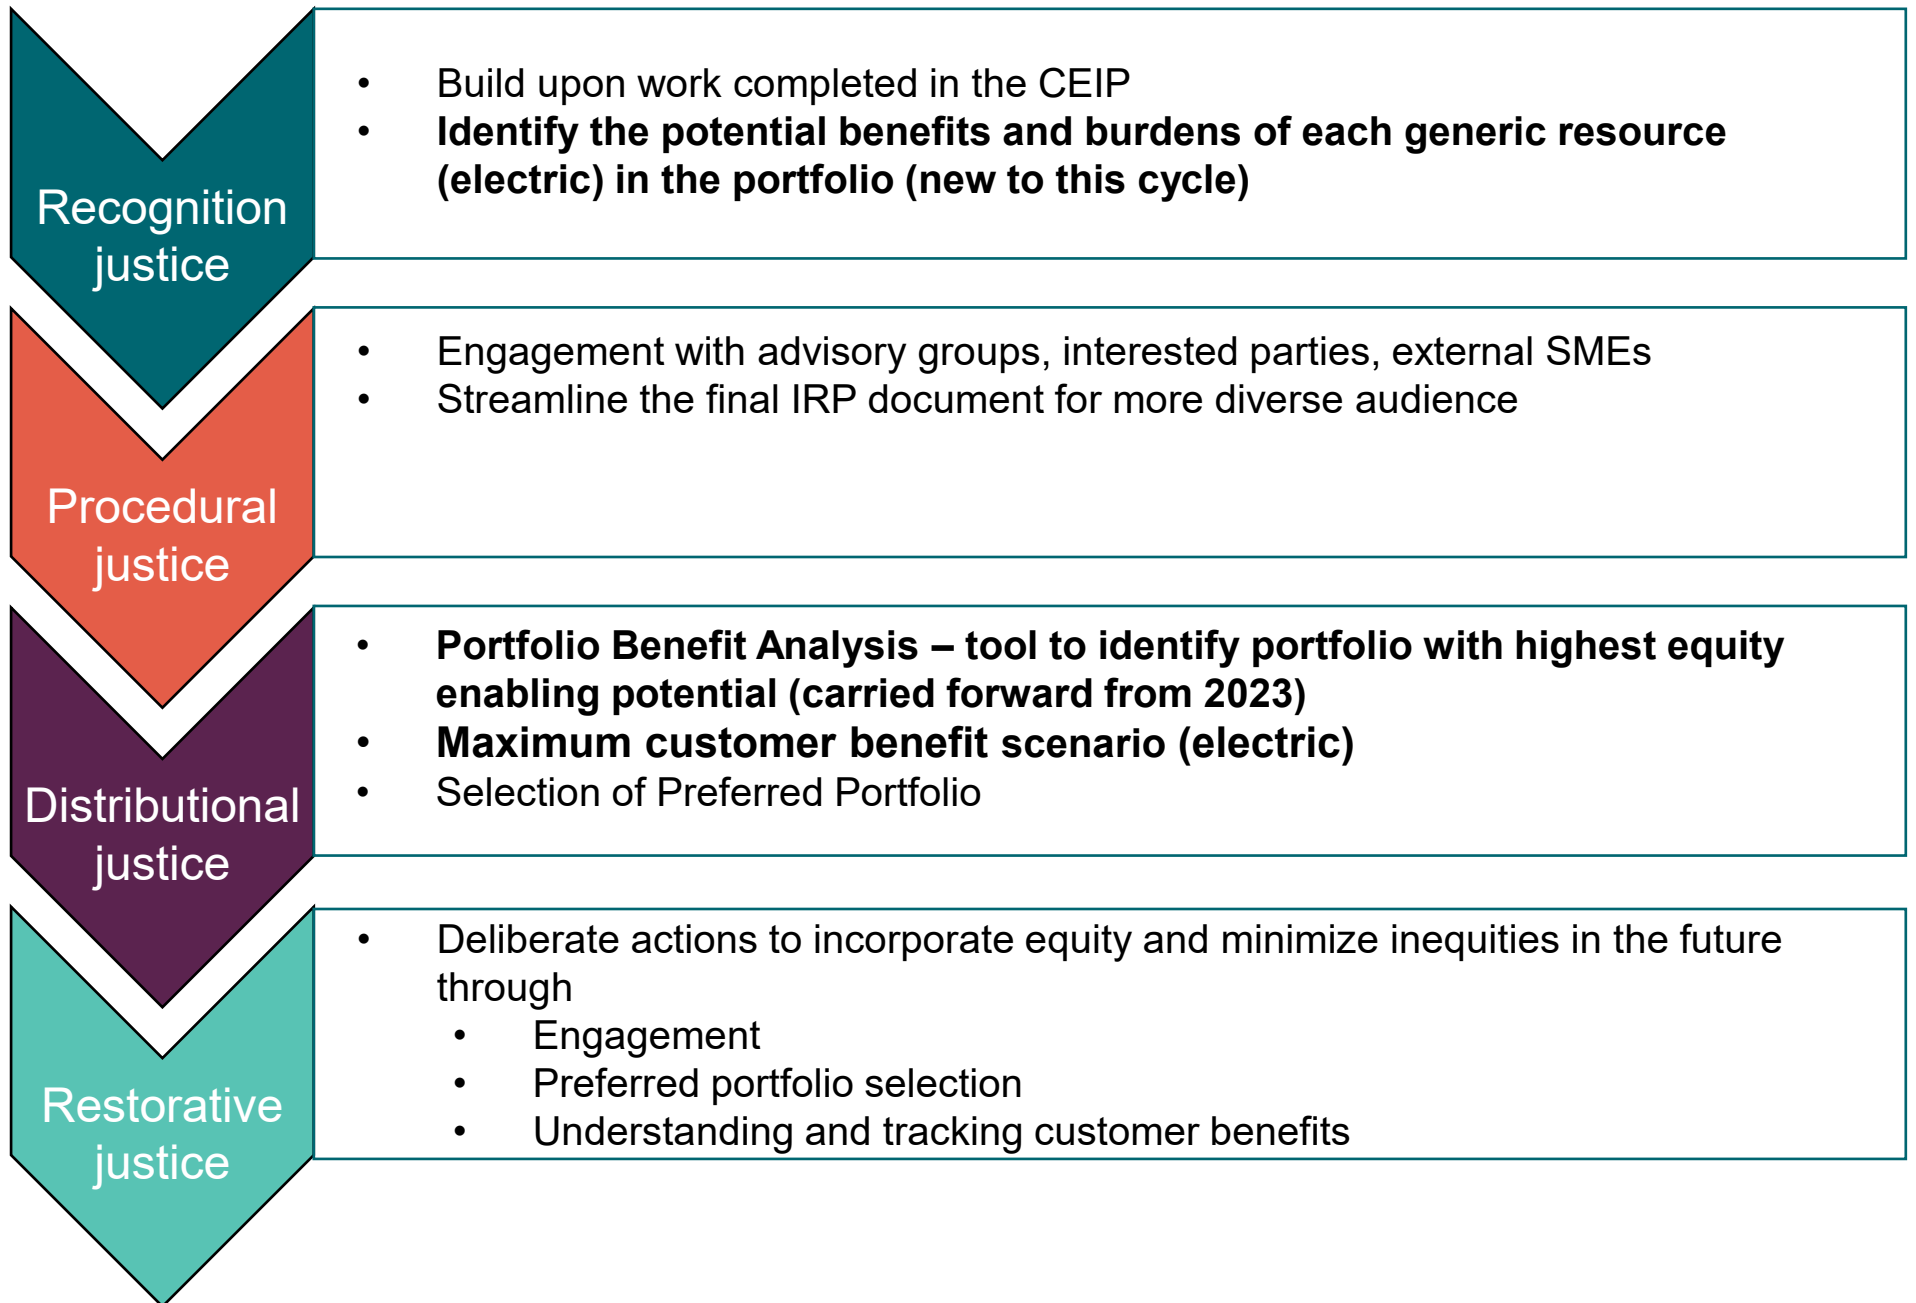 Recognition
justice
• Build upon work completed in the CEIP
• Identify the potential benefits and burdens of each generic resource
(electric) in the portfolio (new to this cycle)
Procedural
justice
• Engagement with advisory groups, interested parties, external SMEs
• Streamline the final IRP document for more diverse audience
Distributional
justice
• Portfolio Benefit Analysis – tool to identify portfolio with highest equity
enabling potential (carried forward from 2023)
• Maximum customer benefit scenario (electric)
• Selection of Preferred Portfolio
Restorative
justice
• Deliberate actions to incorporate equity and minimize inequities in the future
through
• Engagement
• Preferred portfolio selection
• Understanding and tracking customer benefits